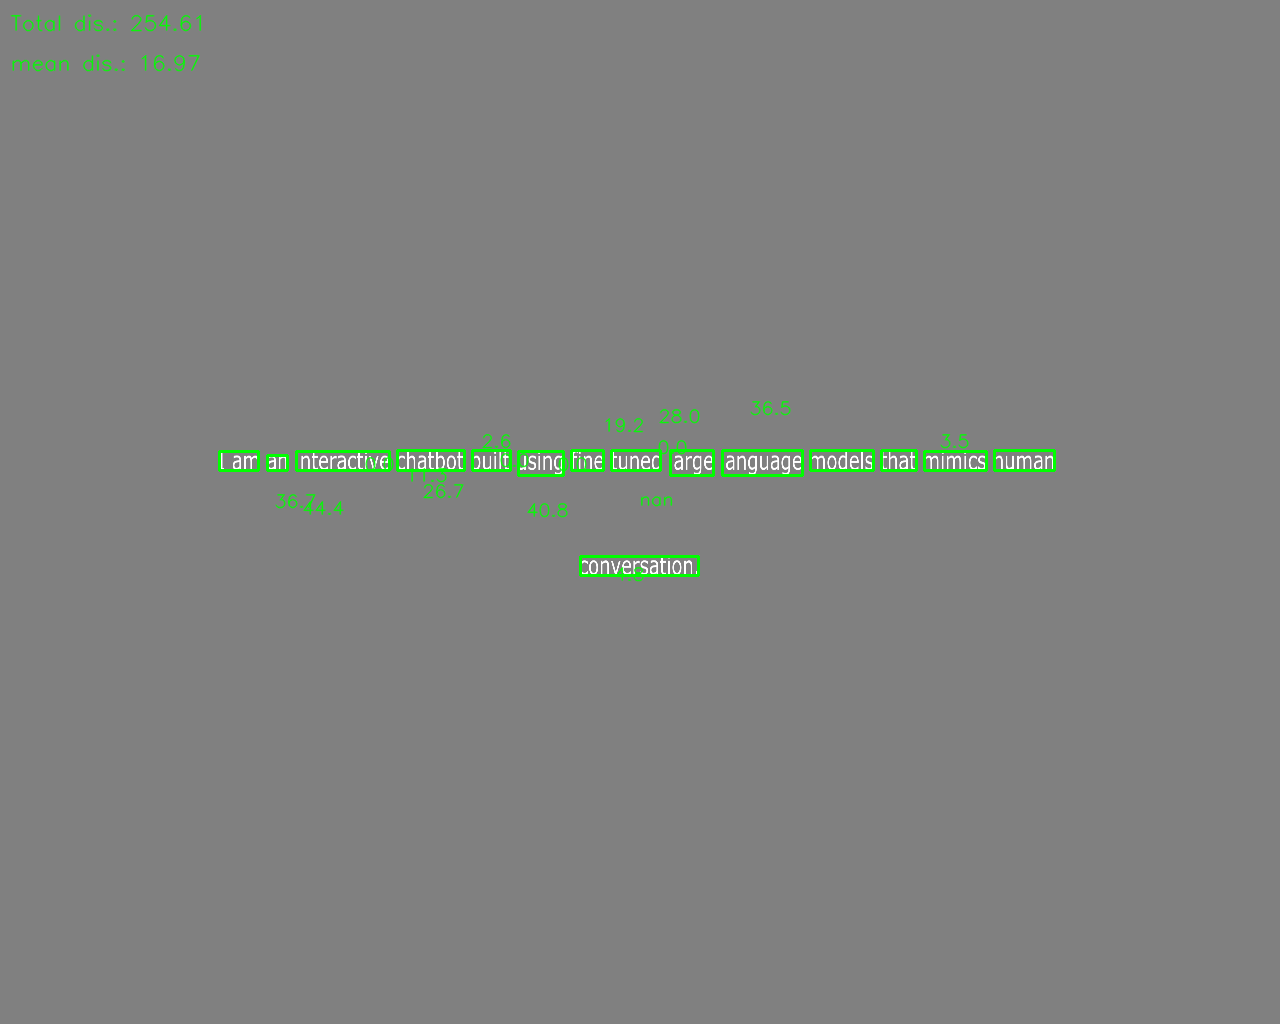 Total dis.: 254.61
mean dis.: 16.97
36.5
28.0
19.2
0.0
2.6
3.5
I am an interactive chatbot built using fine tuned large language models that mimics human
11.3
26.7
36.7
44.4
40.8
nan
conversation.